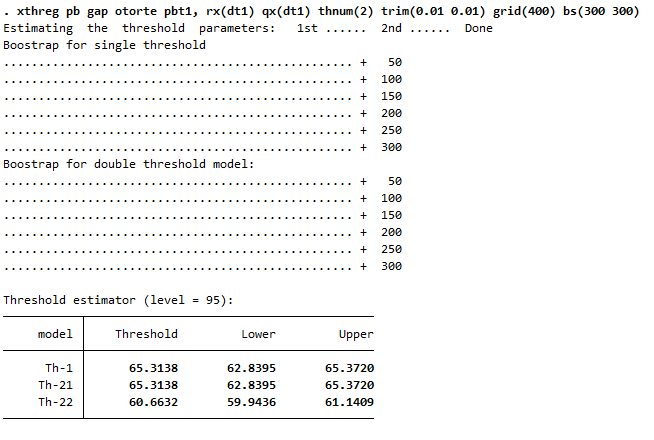 . xthreg pb gap otorte pbt1, rx(dt1) qx(dt1) thnum(2) trim(0.01 0.01) grid(400) bs(300 300)
Estimating the threshold parameters: 1st ...... 2nd ...... Done
Boostrap for single threshold
.................................................. + 50
.................................................. + 100
.................................................. + 150
.................................................. + 200
.................................................. + 250
.................................................. + 300
Boostrap for double threshold model:
.................................................. + 50
.................................................. + 100
.................................................. + 150
.................................................. + 200
.................................................. + 250
.................................................. + 300
Threshold estimator (level = 95):
model Threshold Lower Upper
Th-1 65.3138 62.8395 65.3720
Th-21 65.3138 62.8395 65.3720
Th-22 60.6632 59.9436 61.1409